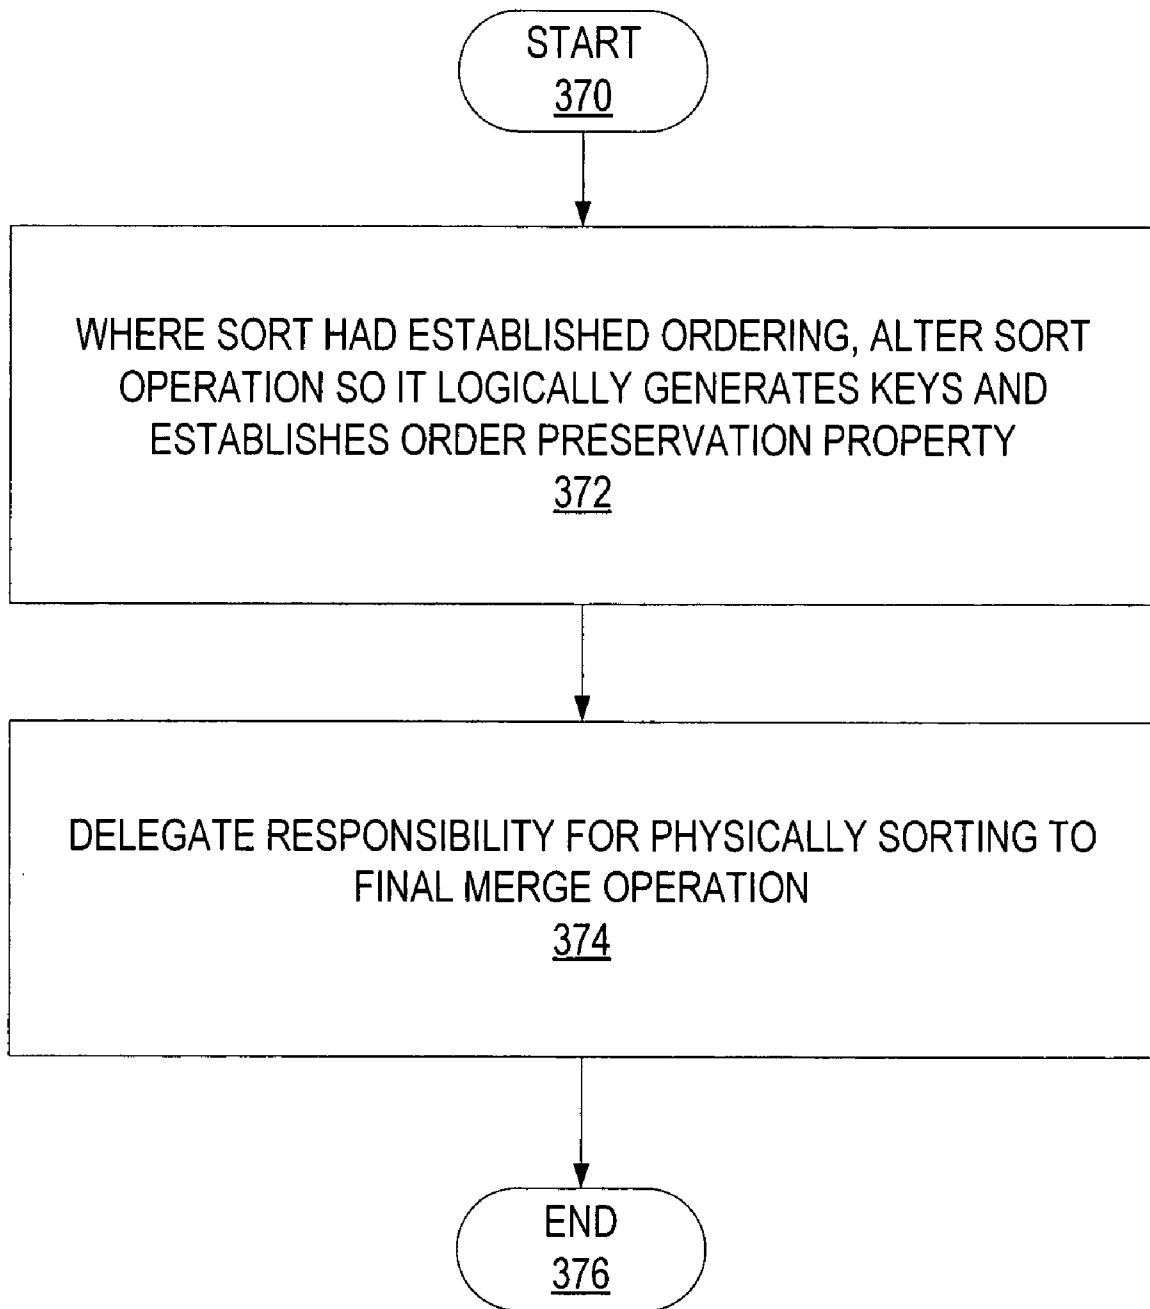 START
370
WHERE SORT HAD ESTABLISHED ORDERING, ALTER SORT
OPERATION SO IT LOGICALLY GENERATES KEYS AND
ESTABLISHES ORDER PRESERVATION PROPERTY
372
DELEGATE RESPONSIBILITY FOR PHYSICALLY SORTING TO
FINAL MERGE OPERATION
374
END
376